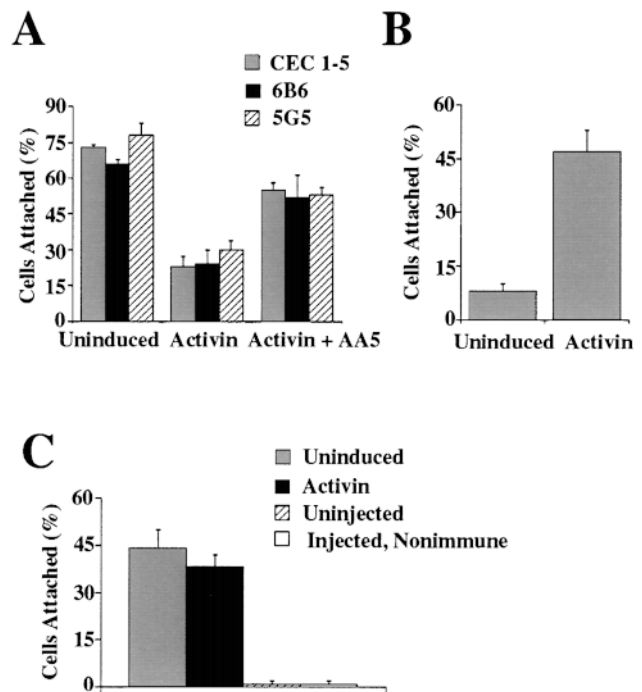 A
CEC 1-5
6B6
5G5
Cells Attached (%)
90
75
60
45
30
15
0
Uninduced Activin Activin + AA5
B
Cells Attached (%)
60
45
30
15
0
Uninduced Activin
C
Uninduced
Activin
Uninjected
Injected, Nonimmune
Cells Attached (%)
60
45
30
15
0